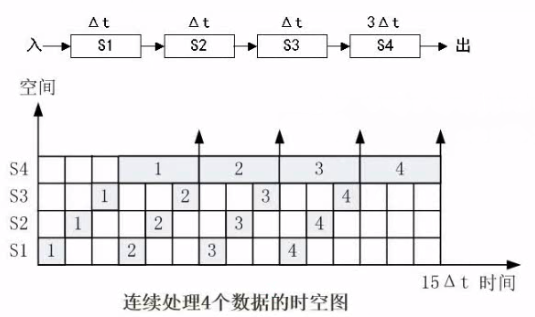 Δt Δt Δt 3Δt
入 S1 S2 S3 S4 出
空间
S4 1 2 3 4
S3 1 2 3 4
S2 1 2 3 4
S1 1 2 3 4
15Δt 时间
连续处理4个数据的时空图